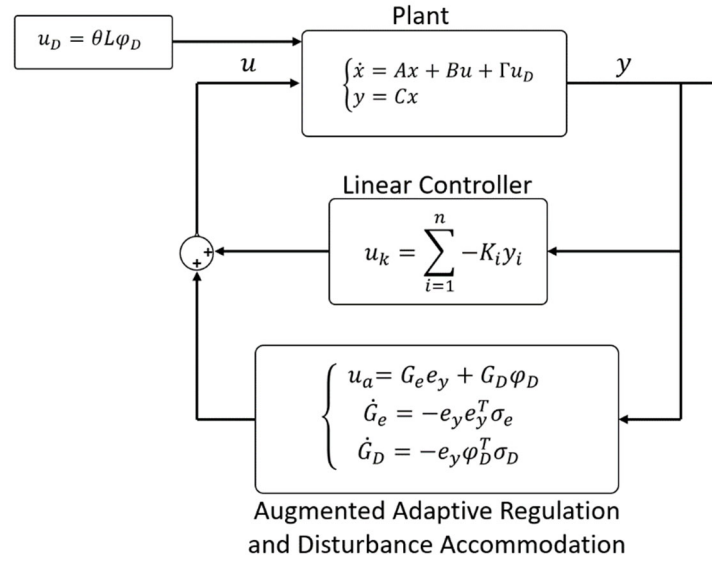 Plant
u_D = θLφ_D
u
{ẋ = Ax + Bu + Γu_D
y = Cx
y
Linear Controller
u_k = ∑_{i=1}^{n} −K_i y_i
+
+
u_a = G_e e_y + G_D φ_D
Ġ_e = −e_y e_y^T σ_e
Ġ_D = −e_y φ_D^T σ_D
Augmented Adaptive Regulation
and Disturbance Accommodation